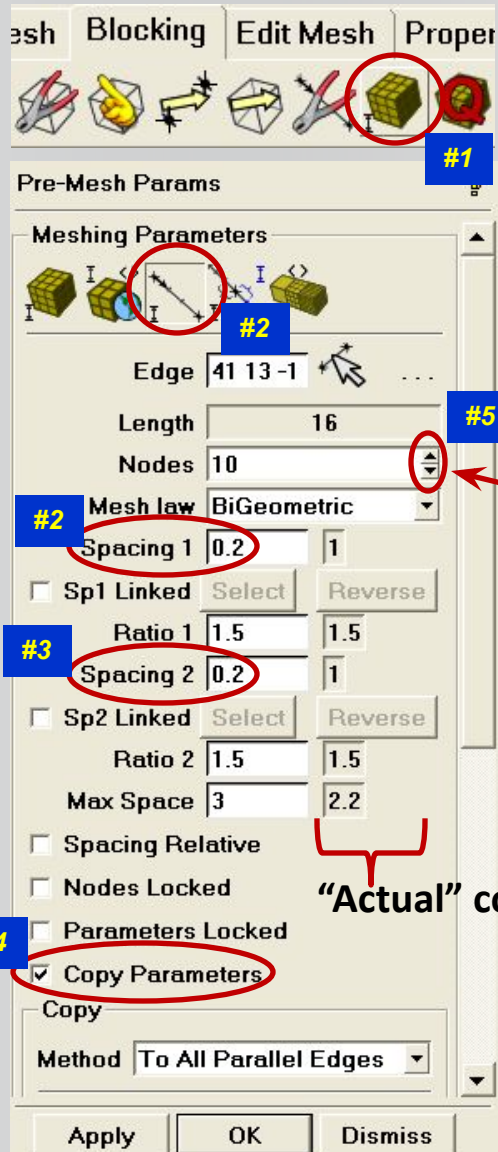 esh Blocking Edit Mesh Proper
#1
Pre-Mesh Params
Meshing Parameters
#2
Edge 41 13 -1 ...
Length 16
#5
Nodes 10
Mesh law BiGeometric
#2
Spacing 1 0.2 1
Sp1 Linked Select Reverse
Ratio 1 1.5 1.5
#3
Spacing 2 0.2 1
Sp2 Linked Select Reverse
Ratio 2 1.5 1.5
Max Space 3 2.2
Spacing Relative
Nodes Locked
“Actual” co
Parameters Locked
4
Copy Parameters
Copy
Method To All Parallel Edges
Apply OK Dismiss